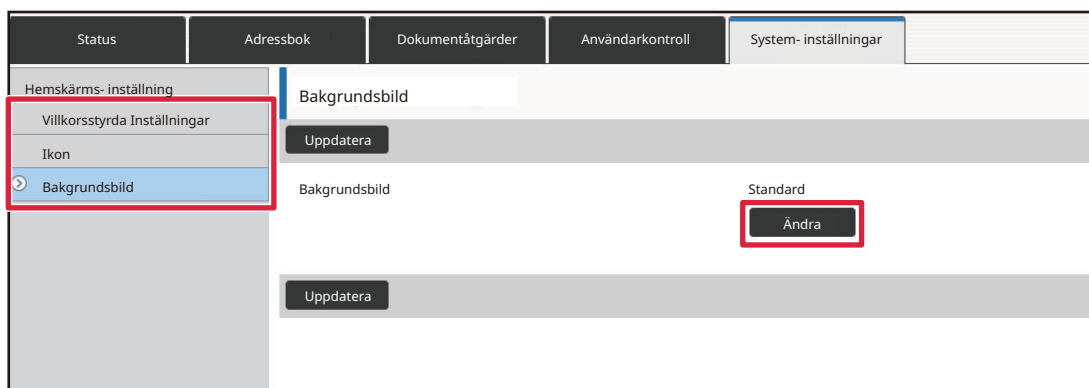 Status
Adressbok
Dokumentåtgärder
Användarkontroll
System- inställningar
Hemskärms- inställning
Villkorsstyrda Inställningar
Ikon
Bakgrundsbild
Bakgrundsbild
Uppdatera
Bakgrundsbild
Standard
Ändra
Uppdatera